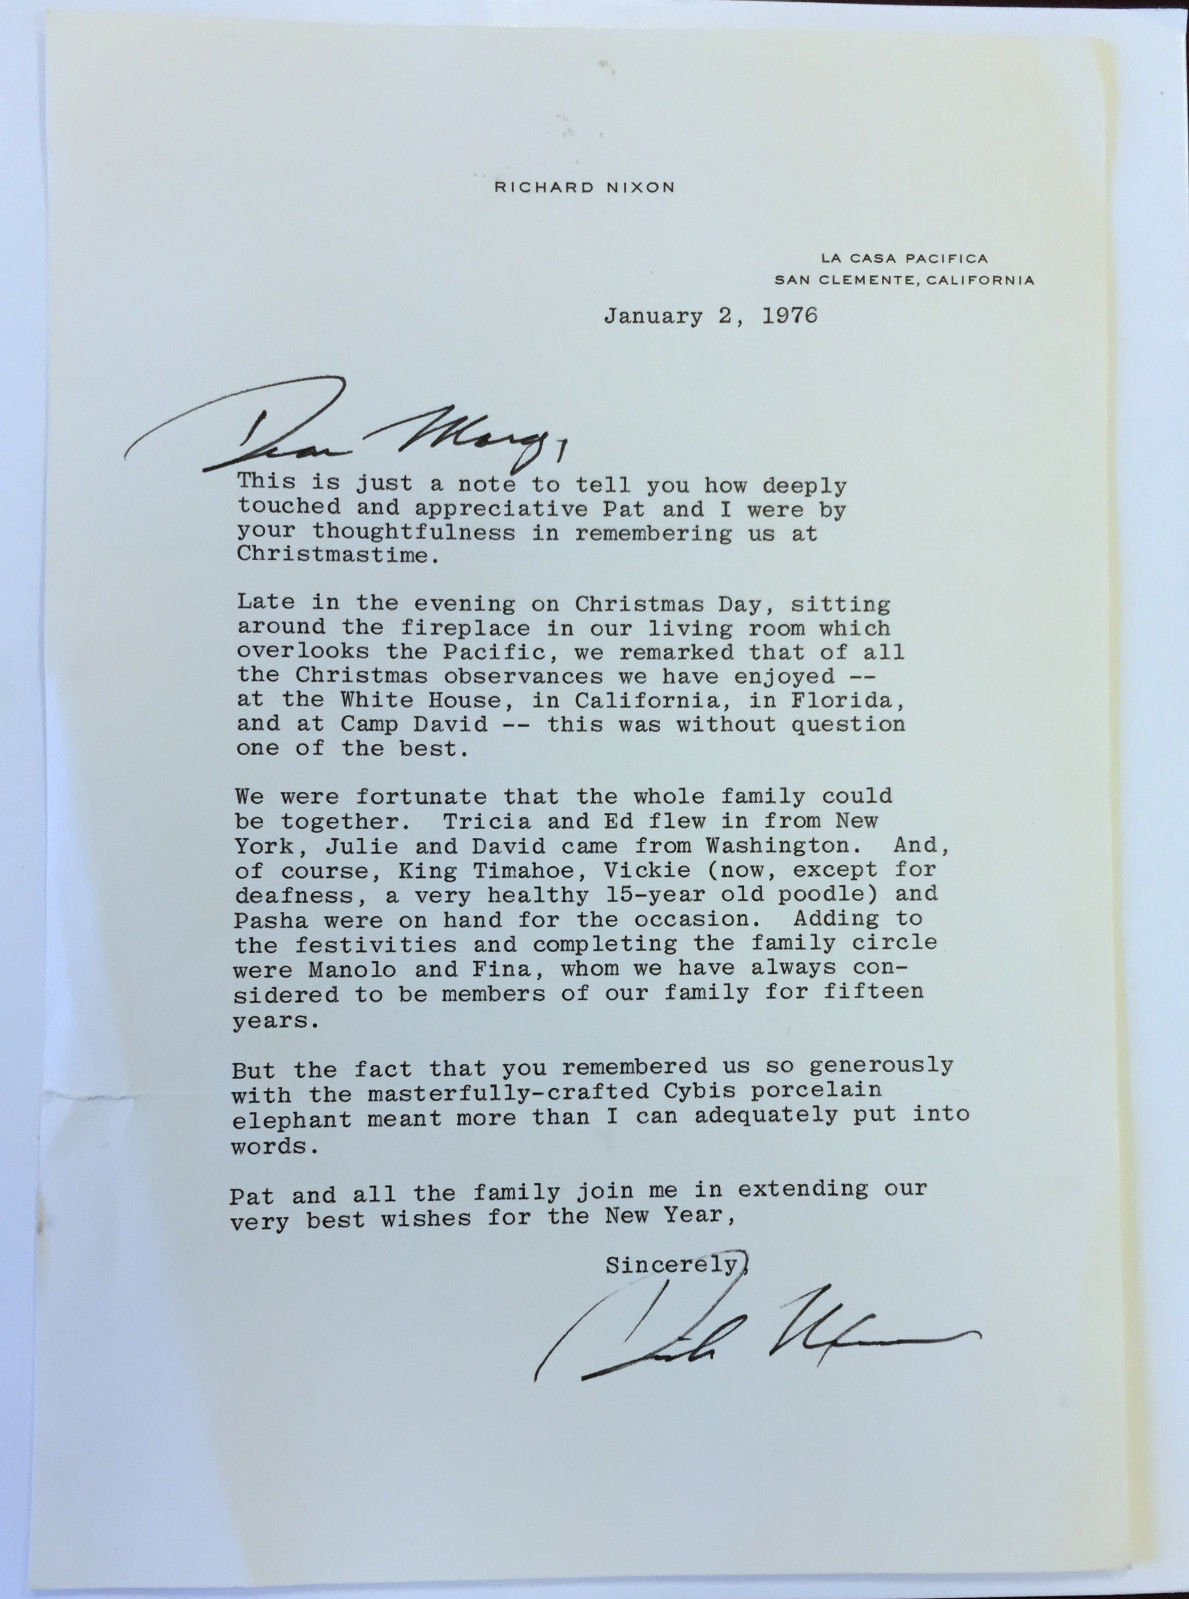 RICHARD NIXON
LA CASA PACIFICA
SAN CLEMENTE, CALIFORNIA
January 2, 1976
Dear Marg,
This is just a note to tell you how deeply
touched and appreciative Pat and I were by
your thoughtfulness in remembering us at
Christmastime.
Late in the evening on Christmas Day, sitting
around the fireplace in our living room which
overlooks the Pacific, we remarked that of all
the Christmas observances we have enjoyed --
at the White House, in California, in Florida,
and at Camp David -- this was without question
one of the best.
We were fortunate that the whole family could
be together. Tricia and Ed flew in from New
York, Julie and David came from Washington. And,
of course, King Timahoe, Vickie (now, except for
deafness, a very healthy 15-year old poodle) and
Pasha were on hand for the occasion. Adding to
the festivities and completing the family circle
were Manolo and Fina, whom we have always con-
sidered to be members of our family for fifteen
years.
But the fact that you remembered us so generously
with the masterfully-crafted Cybis porcelain
elephant meant more than I can adequately put into
words.
Pat and all the family join me in extending our
very best wishes for the New Year,
Sincerely,
Dick Nixon